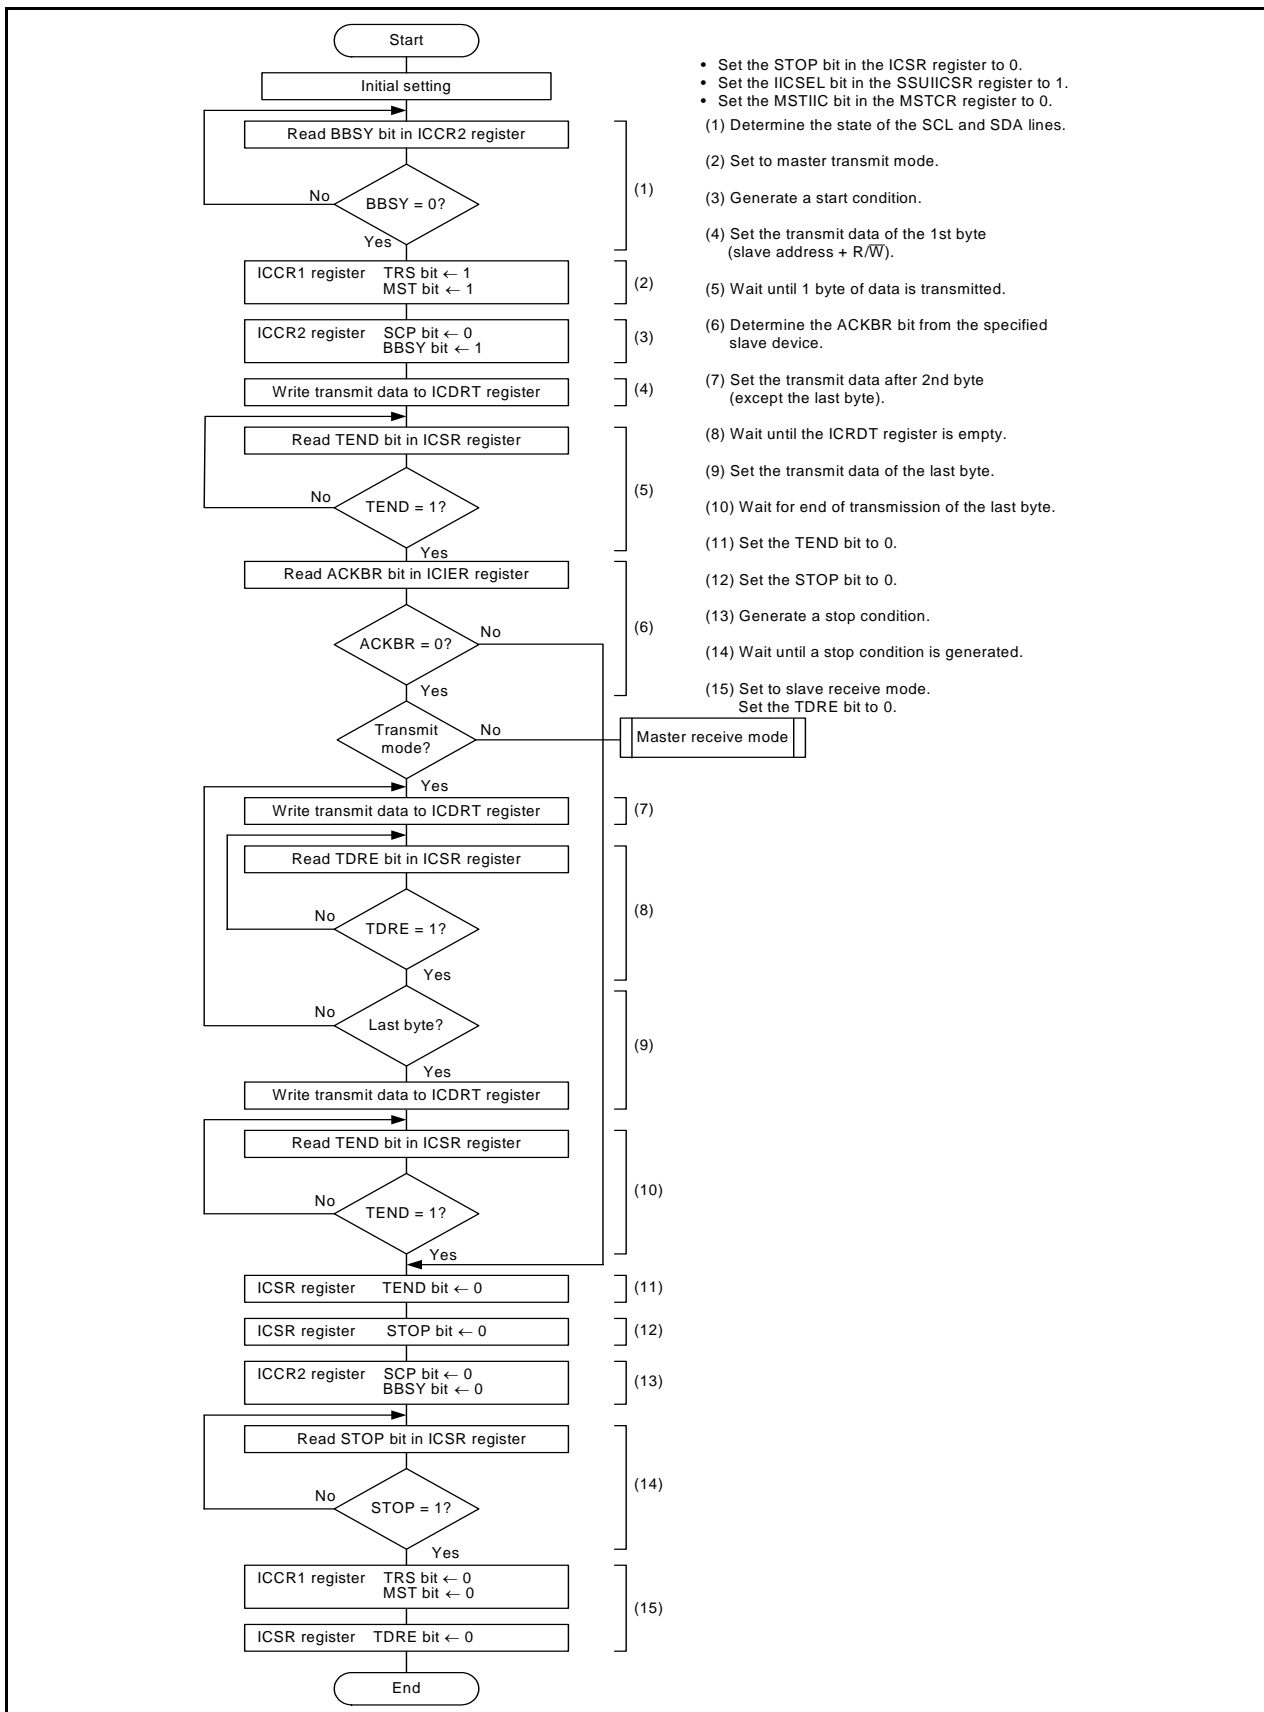 Start
Initial setting
Read BBSY bit in ICCR2 register
BBSY = 0?
No
Yes
(1)
ICCR1 register TRS bit ← 1
MST bit ← 1
(2)
ICCR2 register SCP bit ← 0
BBSY bit ← 1
(3)
Write transmit data to ICDRT register
(4)
Read TEND bit in ICSR register
No
TEND = 1?
Yes
(5)
Read ACKBR bit in ICIER register
ACKBR = 0?
No
Yes
(6)
Transmit
mode?
No
Master receive mode
Yes
Write transmit data to ICDRT register
(7)
Read TDRE bit in ICSR register
No
TDRE = 1?
Yes
(8)
No
Last byte?
Yes
(9)
Write transmit data to ICDRT register
Read TEND bit in ICSR register
No
TEND = 1?
Yes
(10)
ICSR register TEND bit ← 0
(11)
ICSR register STOP bit ← 0
(12)
ICCR2 register SCP bit ← 0
BBSY bit ← 0
(13)
Read STOP bit in ICSR register
No
STOP = 1?
Yes
(14)
ICCR1 register TRS bit ← 0
MST bit ← 0
(15)
ICSR register TDRE bit ← 0
End
• Set the STOP bit in the ICSR register to 0.
• Set the IICSEL bit in the SSUIICSR register to 1.
• Set the MSTIIC bit in the MSTCR register to 0.
(1) Determine the state of the SCL and SDA lines.
(2) Set to master transmit mode.
(3) Generate a start condition.
(4) Set the transmit data of the 1st byte
(slave address + R/W̅).
(5) Wait until 1 byte of data is transmitted.
(6) Determine the ACKBR bit from the specified
slave device.
(7) Set the transmit data after 2nd byte
(except the last byte).
(8) Wait until the ICRDT register is empty.
(9) Set the transmit data of the last byte.
(10) Wait for end of transmission of the last byte.
(11) Set the TEND bit to 0.
(12) Set the STOP bit to 0.
(13) Generate a stop condition.
(14) Wait until a stop condition is generated.
(15) Set to slave receive mode.
Set the TDRE bit to 0.